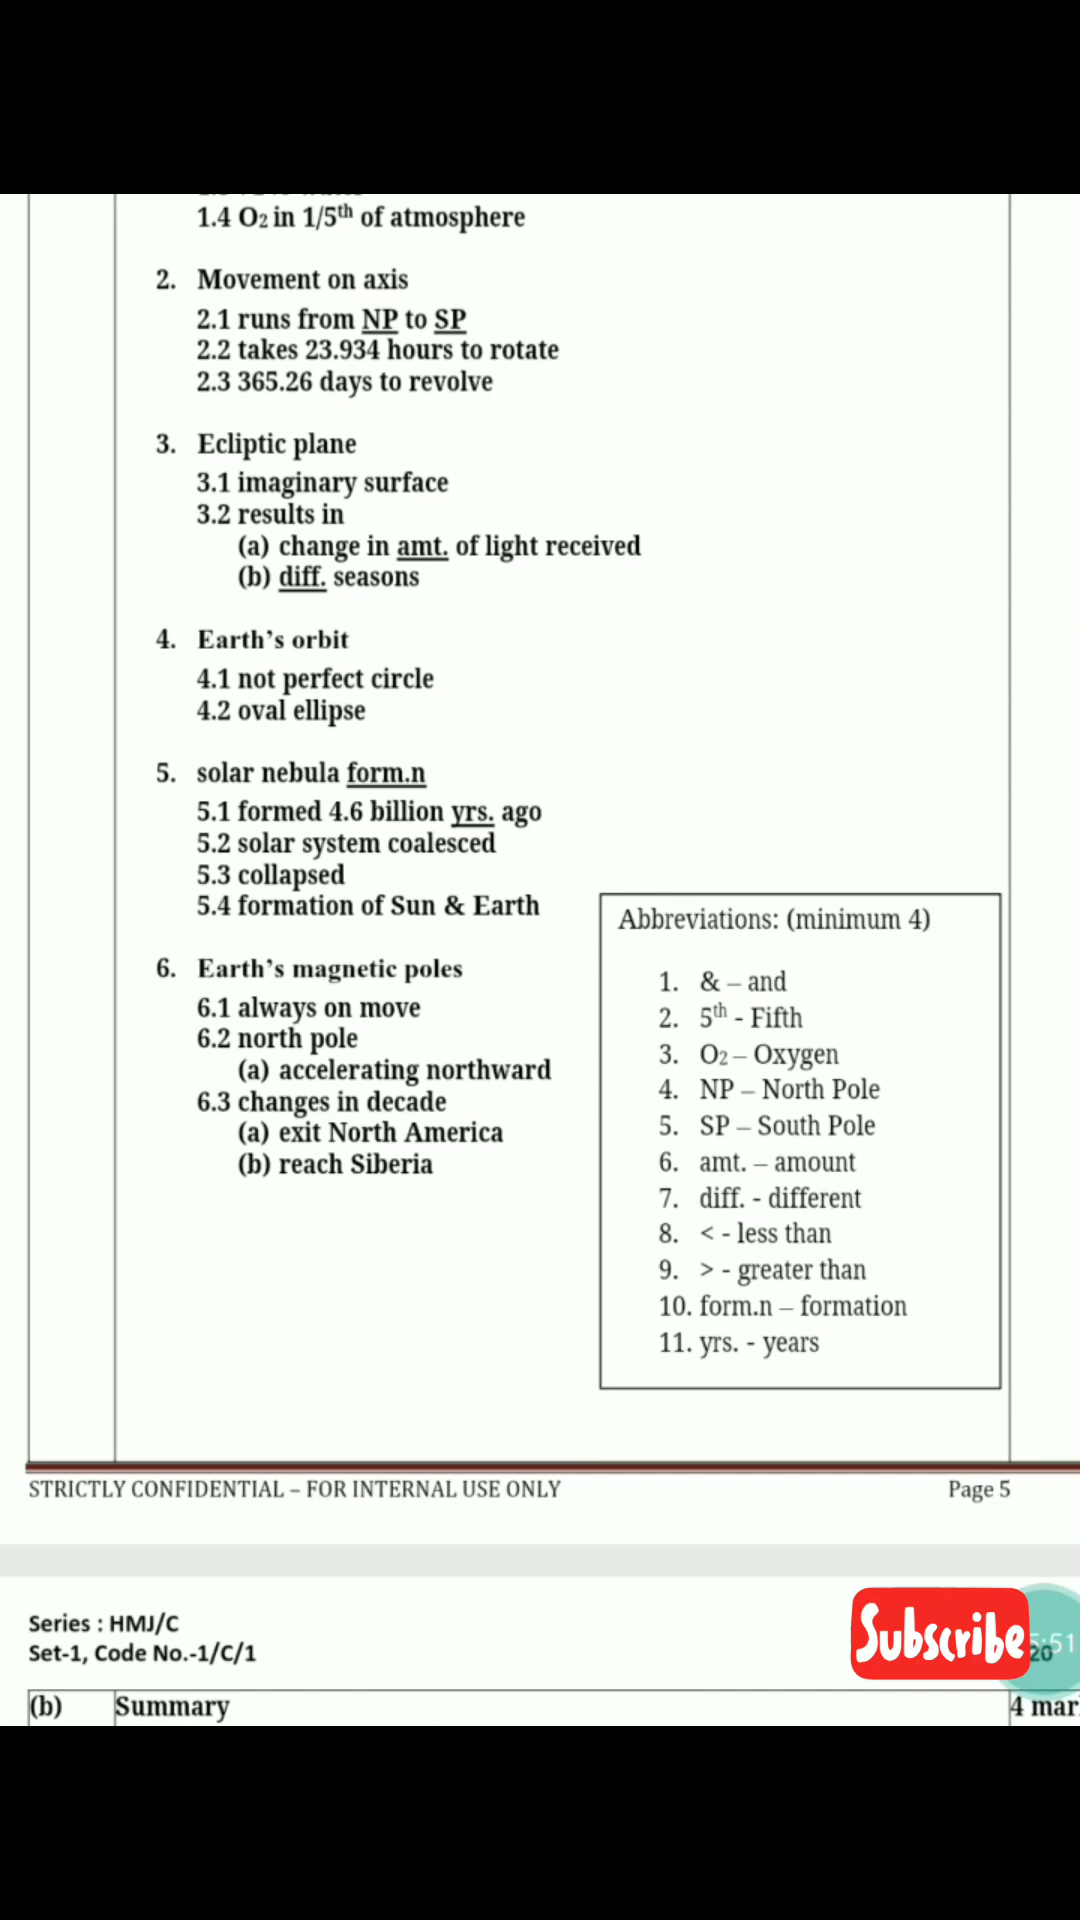 1.4 O2 in 1/5th of atmosphere
2. Movement on axis
2.1 runs from NP to SP
2.2 takes 23.934 hours to rotate
2.3 365.26 days to revolve
3. Ecliptic plane
3.1 imaginary surface
3.2 results in
(a) change in amt. of light received
(b) diff. seasons
4. Earth's orbit
4.1 not perfect circle
4.2 oval ellipse
5. solar nebula form.n
5.1 formed 4.6 billion yrs. ago
5.2 solar system coalesced
5.3 collapsed
5.4 formation of Sun & Earth
6. Earth's magnetic poles
6.1 always on move
6.2 north pole
(a) accelerating northward
6.3 changes in decade
(a) exit North America
(b) reach Siberia
Abbreviations: (minimum 4)
1. & – and
2. 5th - Fifth
3. O2 – Oxygen
4. NP – North Pole
5. SP – South Pole
6. amt. – amount
7. diff. - different
8. < - less than
9. > - greater than
10. form.n – formation
11. yrs. - years
STRICTLY CONFIDENTIAL – FOR INTERNAL USE ONLY Page 5
Series : HMJ/C
Set-1, Code No.-1/C/1
Subscribe
5:51
20
(b) Summary 4 mar